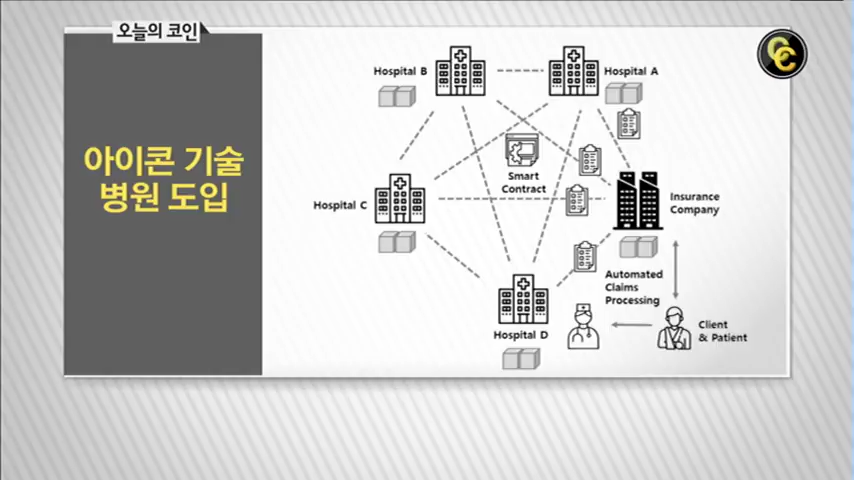 오늘의 코인
아이콘 기술
병원 도입
Hospital B
Hospital A
Smart
Contract
Hospital C
Insurance
Company
Automated
Claims
Processing
Hospital D
Client
& Patient
CC